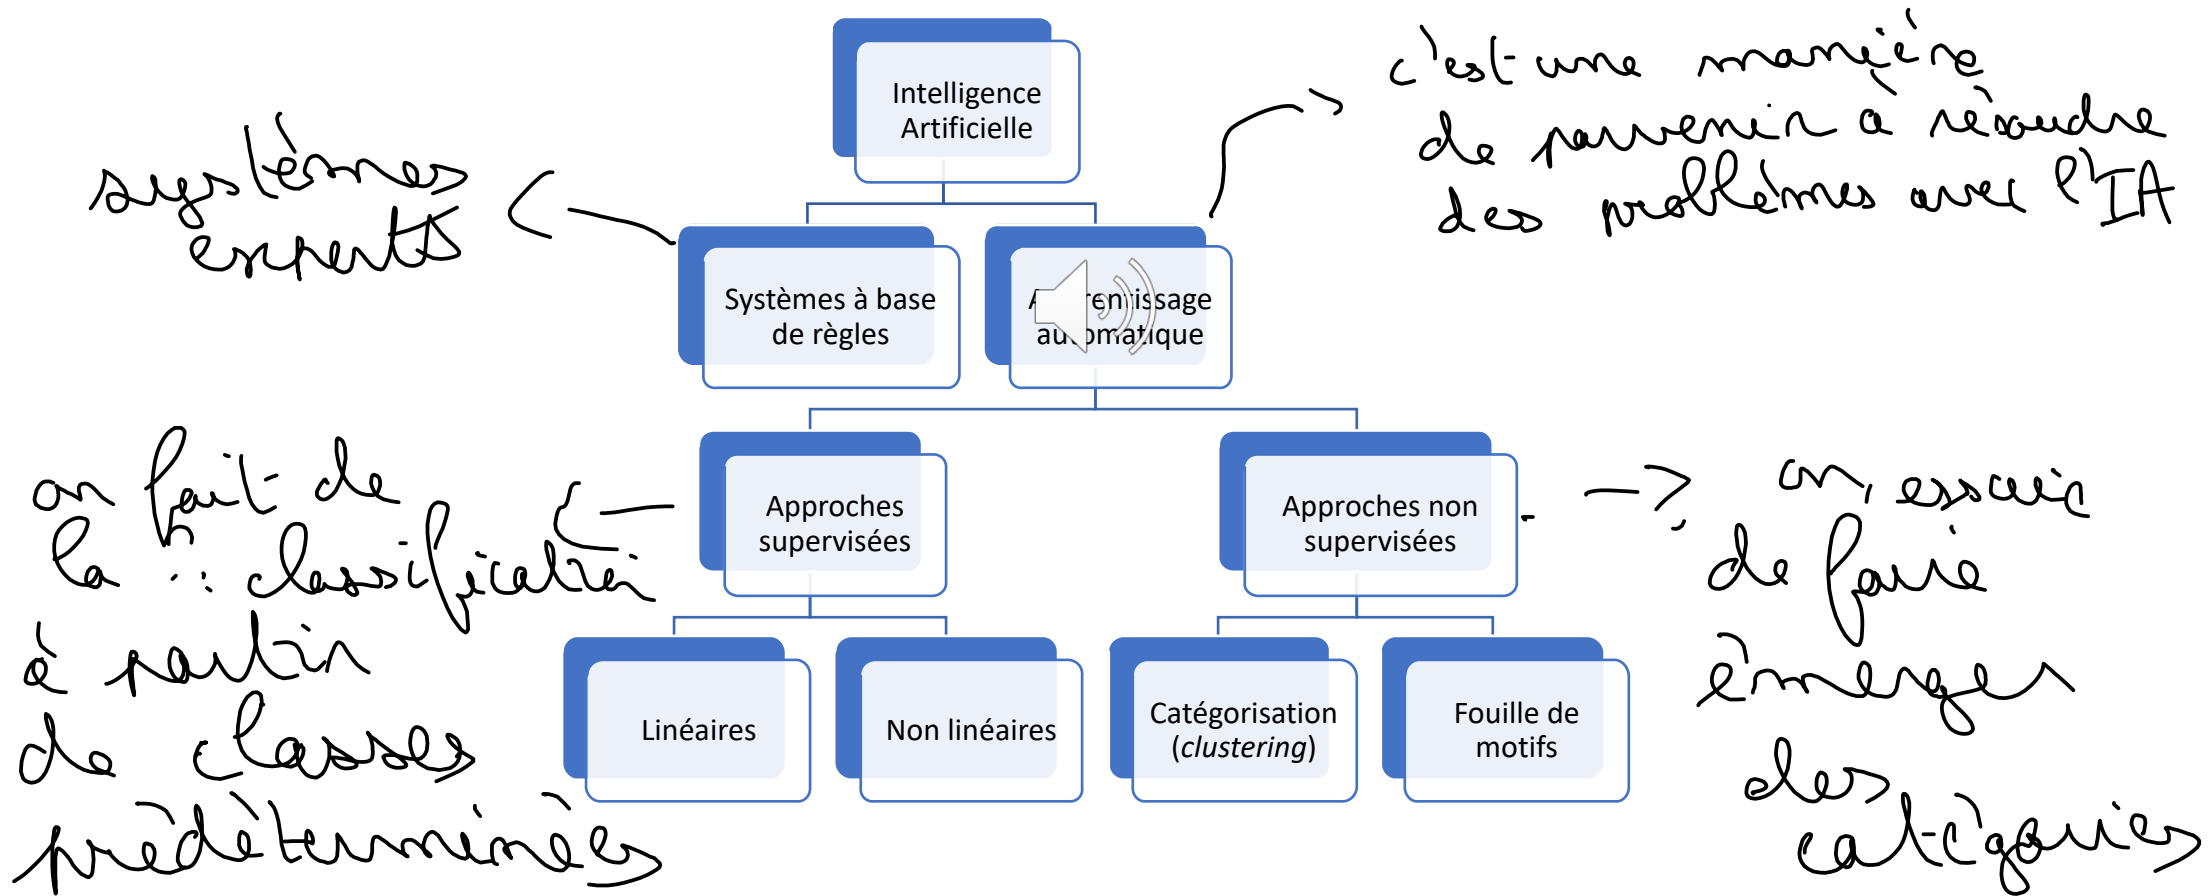 Intelligence
Artificielle
c'est une manière
de parvenir à résoudre
des problèmes avec l'IA
systèmes
experts
Systèmes à base
de règles
Apprentissage
automatique
on fait de
la classification
à partir
de classes
prédéterminées
Approches
supervisées
Approches non
supervisées
on essaie
de faire
émerger
des
catégories
Linéaires
Non linéaires
Catégorisation
(clustering)
Fouille de
motifs